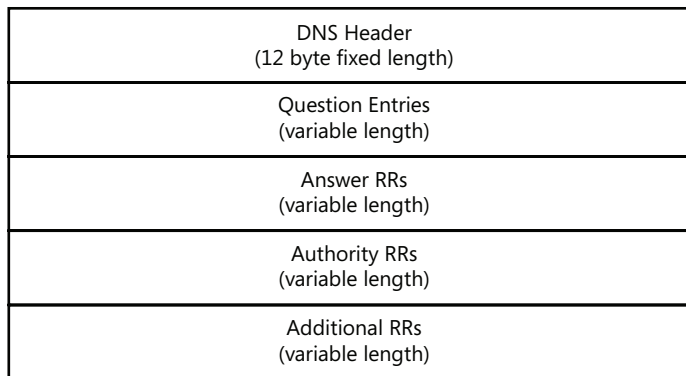 DNS Header
(12 byte fixed length)
Question Entries
(variable length)
Answer RRs
(variable length)
Authority RRs
(variable length)
Additional RRs
(variable length)